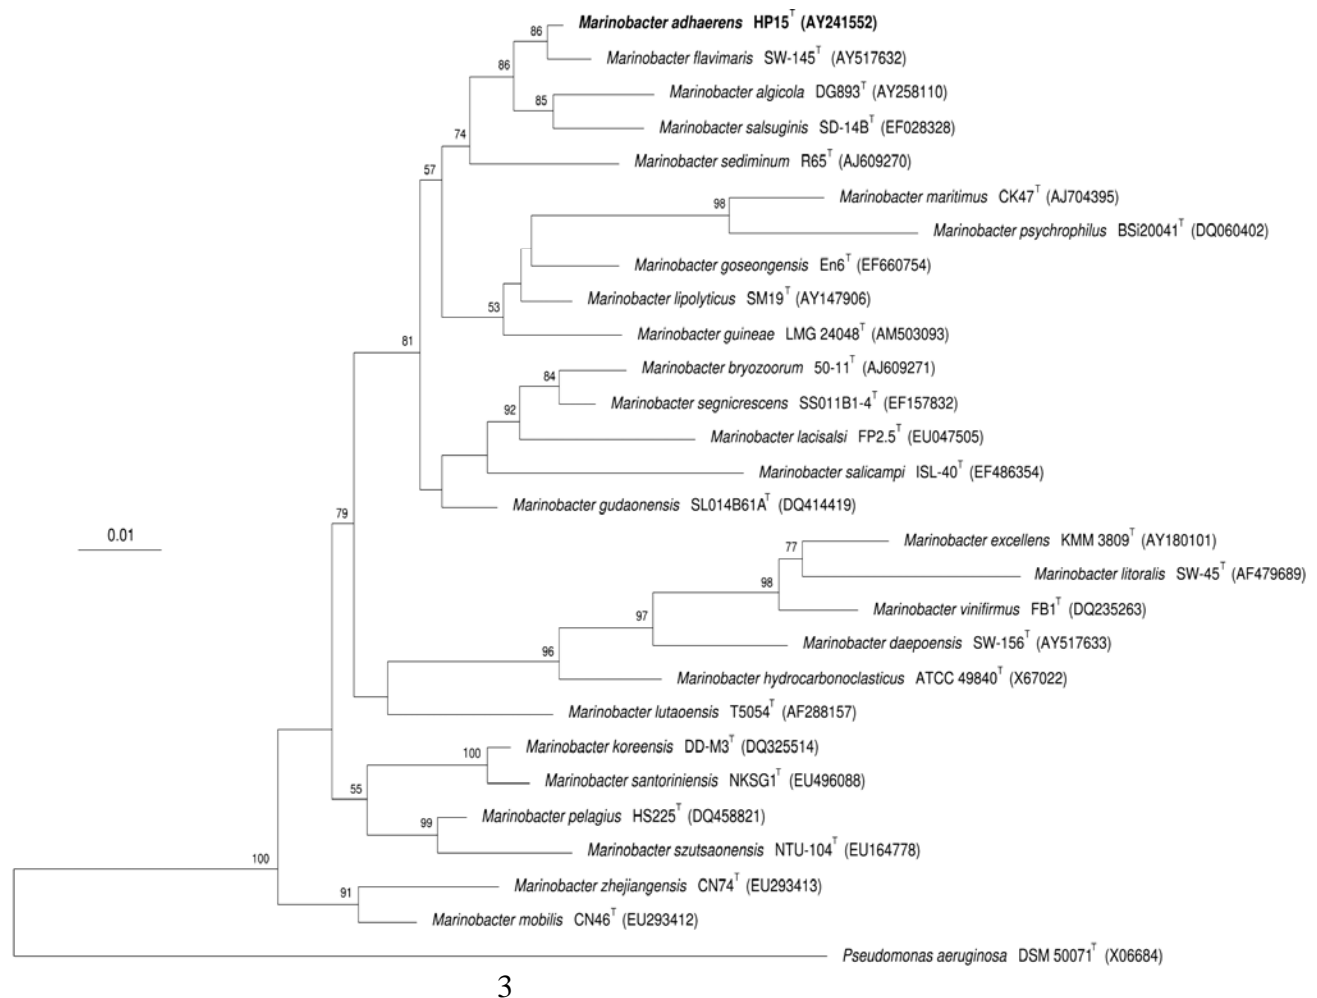 Marinobacter adhaerens HP15T (AY241552)
86
Marinobacter flavimaris SW-145T (AY517632)
86
Marinobacter algicola DG893T (AY258110)
85
Marinobacter salsuginis SD-14BT (EF028328)
74
Marinobacter sediminum R65T (AJ609270)
57
Marinobacter maritimus CK47T (AJ704395)
98
Marinobacter psychrophilus BSi20041T (DQ060402)
Marinobacter goseongensis En6T (EF660754)
Marinobacter lipolyticus SM19T (AY147906)
53
Marinobacter guineae LMG 24048T (AM503093)
81
Marinobacter bryozoorum 50-11T (AJ609271)
84
Marinobacter segnicrescens SS011B1-4T (EF157832)
92
Marinobacter lacisalsi FP2.5T (EU047505)
Marinobacter salicampi ISL-40T (EF486354)
Marinobacter gudaonensis SL014B61AT (DQ414419)
79
0.01
Marinobacter excellens KMM 3809T (AY180101)
77
Marinobacter litoralis SW-45T (AF479689)
98
Marinobacter vinifirmus FB1T (DQ235263)
97
Marinobacter daepoensis SW-156T (AY517633)
96
Marinobacter hydrocarbonoclasticus ATCC 49840T (X67022)
Marinobacter lutaoensis T5054T (AF288157)
Marinobacter koreensis DD-M3T (DQ325514)
100
Marinobacter santoriniensis NKSG1T (EU496088)
55
Marinobacter pelagius HS225T (DQ458821)
99
Marinobacter szutsaonensis NTU-104T (EU164778)
100
Marinobacter zhejiangensis CN74T (EU293413)
91
Marinobacter mobilis CN46T (EU293412)
Pseudomonas aeruginosa DSM 50071T (X06684)
3